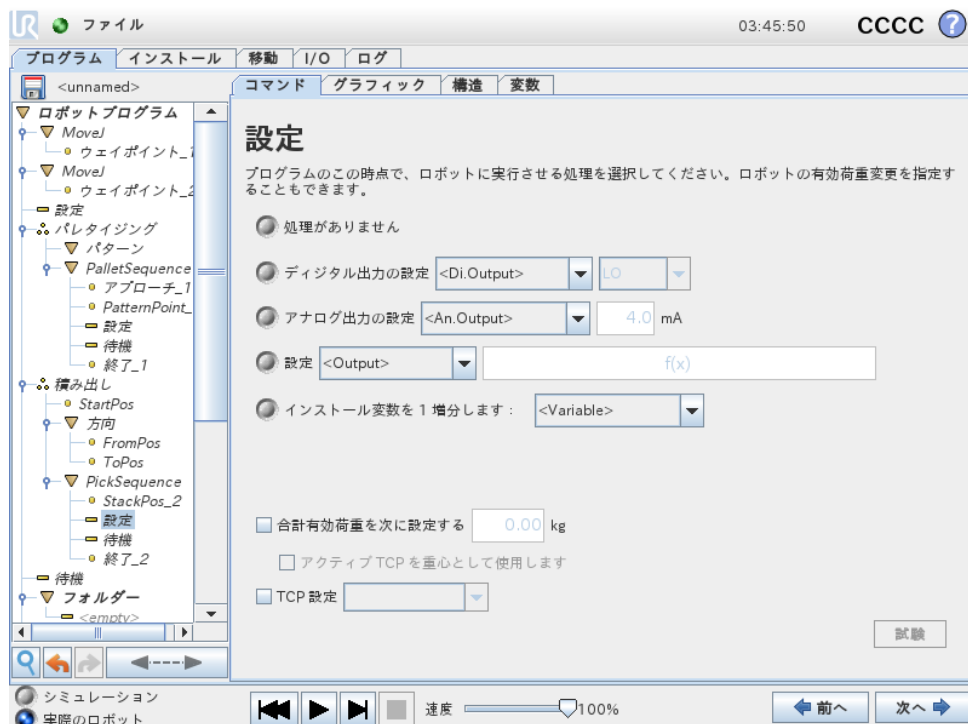 UR ファイル 03:45:50 CCCC ?
プログラム インストール 移動 I/O ログ
<unnamed>
コマンド グラフィック 構造 変数
ロボットプログラム
MoveJ
ウェイポイント_1
MoveJ
ウェイポイント_2
設定
パレタイジング
パターン
PalletSequence
アプローチ_1
PatternPoint_
設定
待機
終了_1
積み出し
StartPos
方向
FromPos
ToPos
PickSequence
StackPos_2
設定
待機
終了_2
待機
フォルダー
<empty>
設定
プログラムのこの時点で、ロボットに実行させる処理を選択してください。ロボットの有効荷重変更を指定す
ることもできます。
処理がありません
ディジタル出力の設定 <Di.Output> LO
アナログ出力の設定 <An.Output> 4.0 mA
設定 <Output> f(x)
インストール変数を 1 増分します： <Variable>
合計有効荷重を次に設定する 0.00 kg
アクティブ TCP を重心として使用します
TCP 設定
試験
シミュレーション
実際のロボット
速度 100%
前へ 次へ